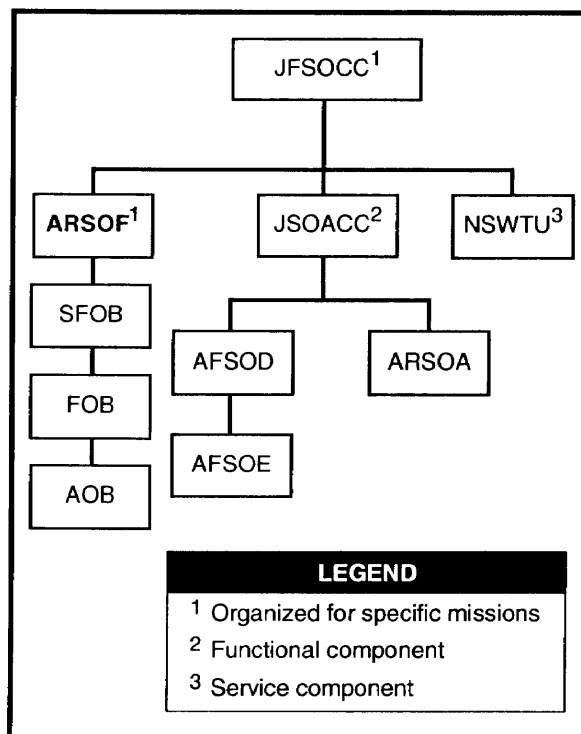 JFSOCC¹
ARSOF¹ JSOACC² NSWTU³
SFOB
AFSOD ARSOA
FOB
AFSOE
AOB
LEGEND
¹ Organized for specific missions
² Functional component
³ Service component